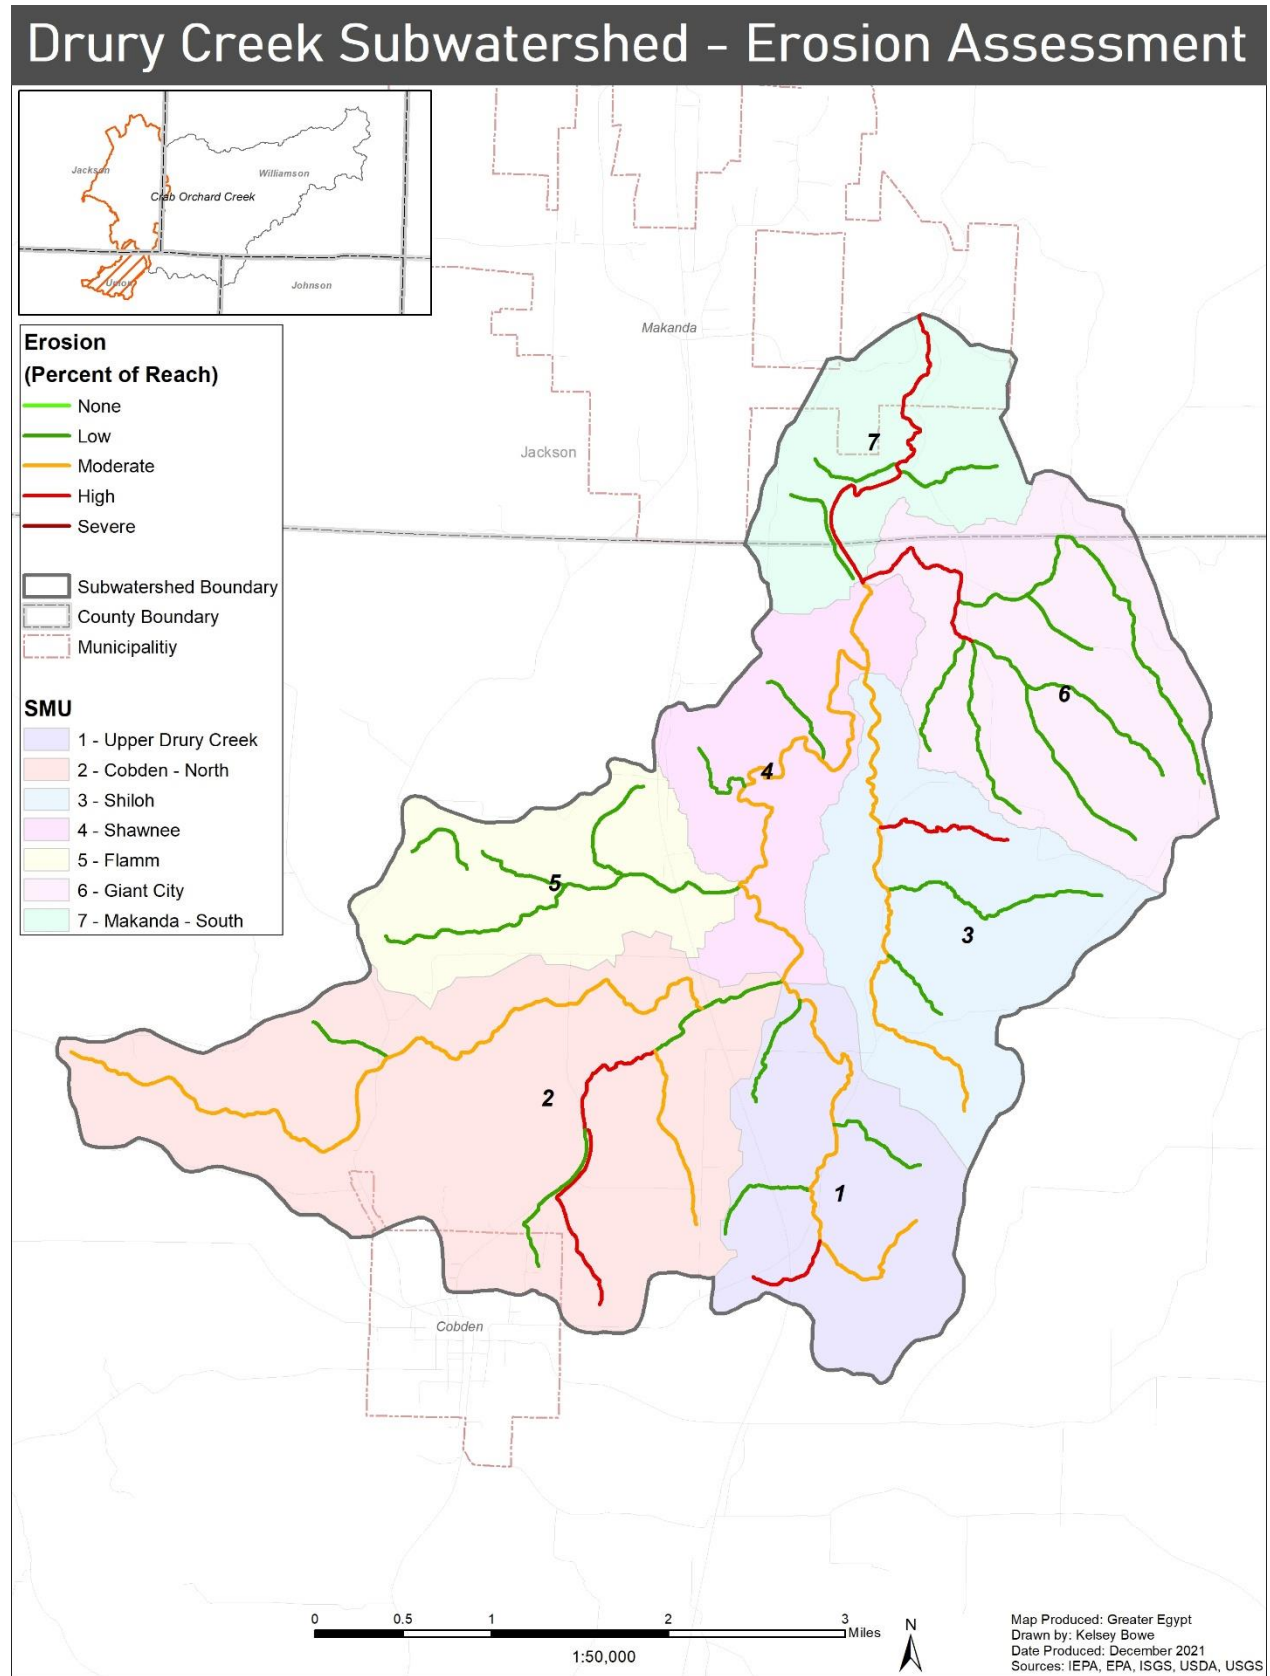 Drury Creek Subwatershed – Erosion Assessment
Jackson
Williamson
Crab Orchard Creek
Union
Johnson
Erosion
(Percent of Reach)
None
Low
Moderate
High
Severe
Subwatershed Boundary
County Boundary
Municipalitiy
SMU
1 - Upper Drury Creek
2 - Cobden - North
3 - Shiloh
4 - Shawnee
5 - Flamm
6 - Giant City
7 - Makanda - South
Makanda
Jackson
7
6
4
5
3
2
1
Cobden
0 0.5 1 2 3
Miles
1:50,000
N
Map Produced: Greater Egypt
Drawn by: Kelsey Bowe
Date Produced: December 2021
Sources: IEPA, EPA, ISGS, USDA, USGS